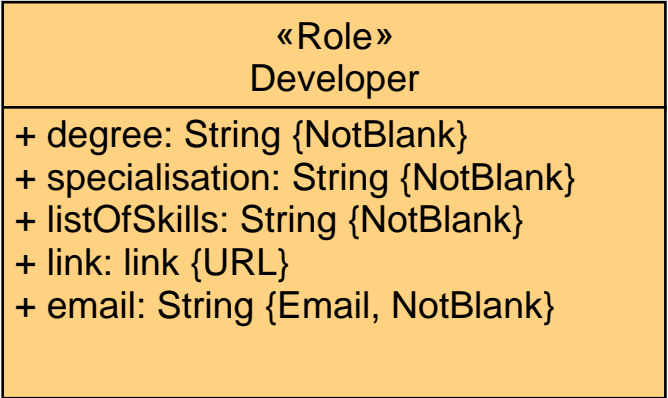 «Role»
Developer
+ degree: String {NotBlank}
+ specialisation: String {NotBlank}
+ listOfSkills: String {NotBlank}
+ link: link {URL}
+ email: String {Email, NotBlank}